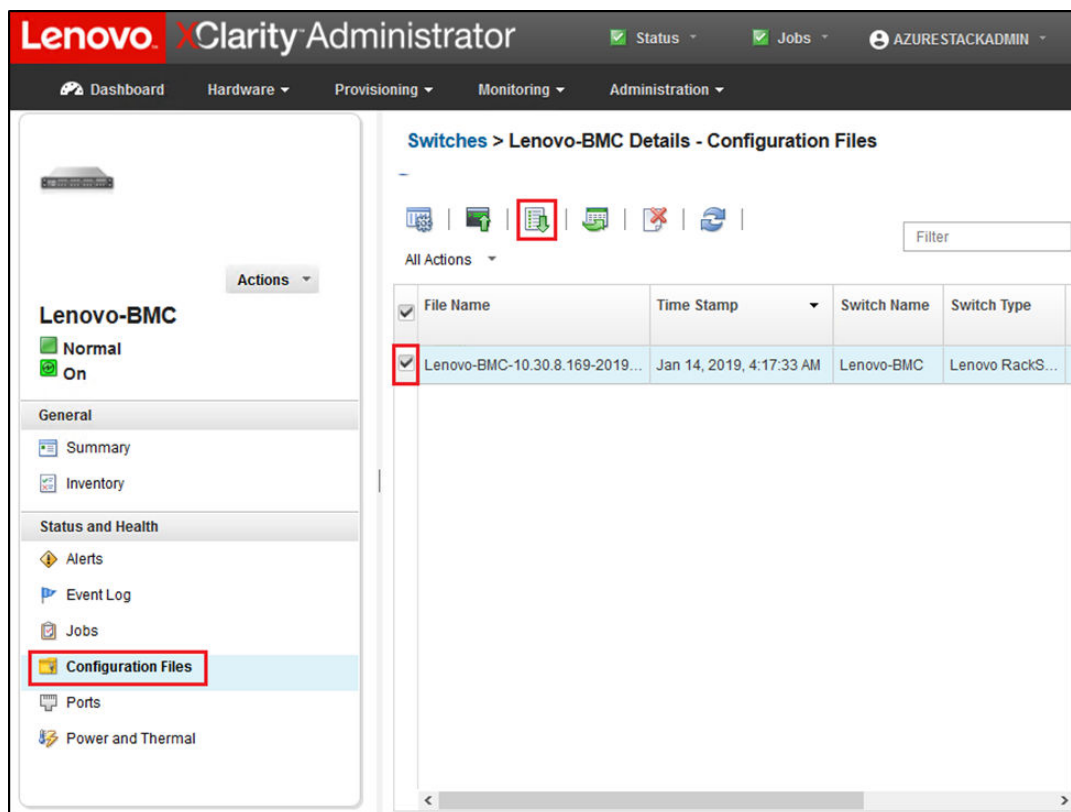 Lenovo. XClarity Administrator
Status
Jobs
AZURESTACKADMIN
Dashboard
Hardware
Provisioning
Monitoring
Administration
Actions
Lenovo-BMC
Normal
On
General
Summary
Inventory
Status and Health
Alerts
Event Log
Jobs
Configuration Files
Ports
Power and Thermal
Switches > Lenovo-BMC Details - Configuration Files
Filter
All Actions
File Name
Time Stamp
Switch Name
Switch Type
Lenovo-BMC-10.30.8.169-2019...
Jan 14, 2019, 4:17:33 AM
Lenovo-BMC
Lenovo RackS...